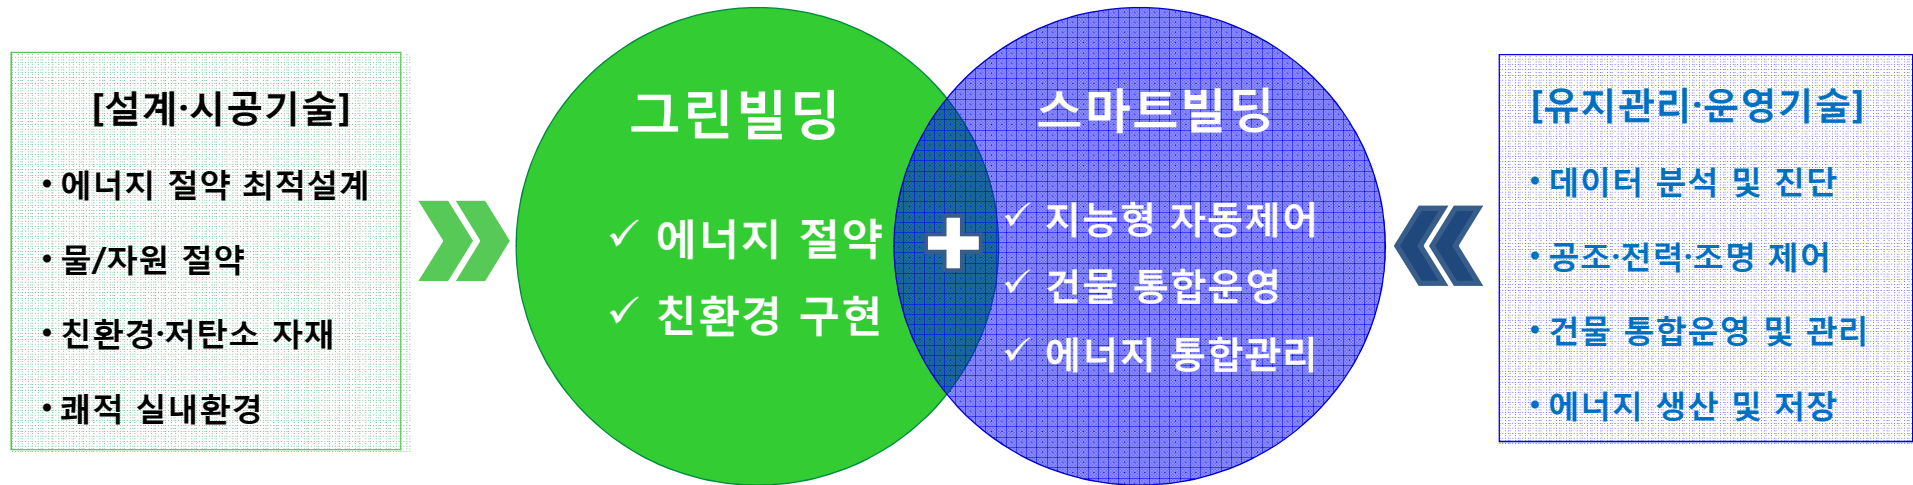 [설계·시공기술]
• 에너지 절약 최적설계
• 물/자원 절약
• 친환경·저탄소 자재
• 쾌적 실내환경
그린빌딩
✓ 에너지 절약
✓ 친환경 구현
+
스마트빌딩
✓ 지능형 자동제어
✓ 건물 통합운영
✓ 에너지 통합관리
[유지관리·운영기술]
• 데이터 분석 및 진단
• 공조·전력·조명 제어
• 건물 통합운영 및 관리
• 에너지 생산 및 저장